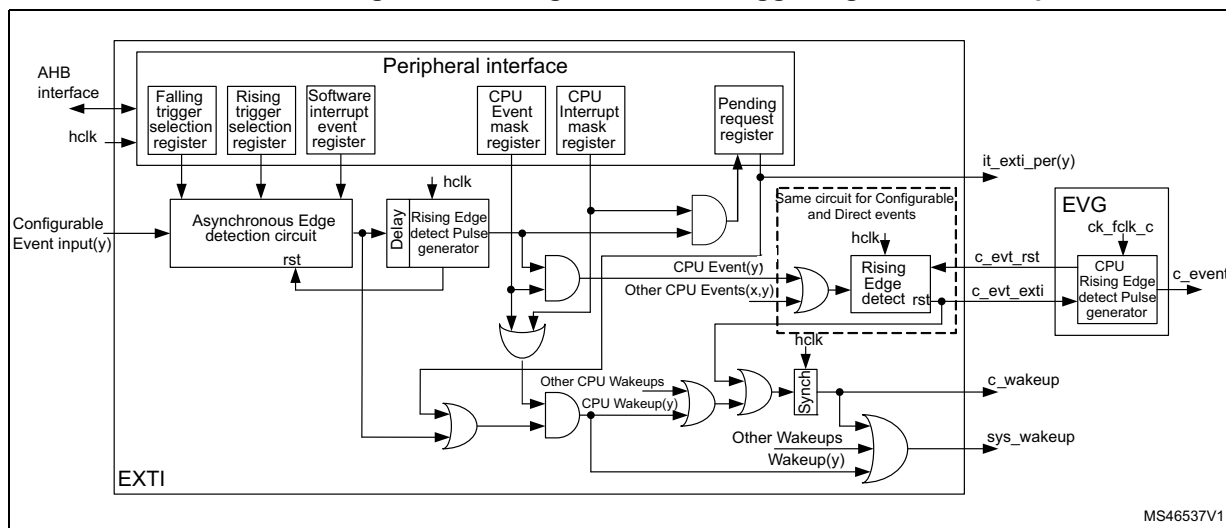 Peripheral interface
AHB
interface
hclk
Falling
trigger
selection
register
Rising
trigger
selection
register
Software
interrupt
event
register
CPU
Event
mask
register
CPU
Interrupt
mask
register
Pending
request
register
it_exti_per(y)
hclk
Same circuit for Configurable
and Direct events
hclk
EVG
ck_fclk_c
Configurable
Event input(y)
Asynchronous Edge
detection circuit
rst
Delay
Rising Edge
detect Pulse
generator
CPU Event(y)
Other CPU Events(x,y)
Rising
Edge
detect
rst
c_evt_rst
c_evt_exti
CPU
Rising Edge
detect Pulse
generator
c_event
hclk
Other CPU Wakeups
CPU Wakeup(y)
Synch
c_wakeup
Other Wakeups
Wakeup(y)
sys_wakeup
EXTI
MS46537V1